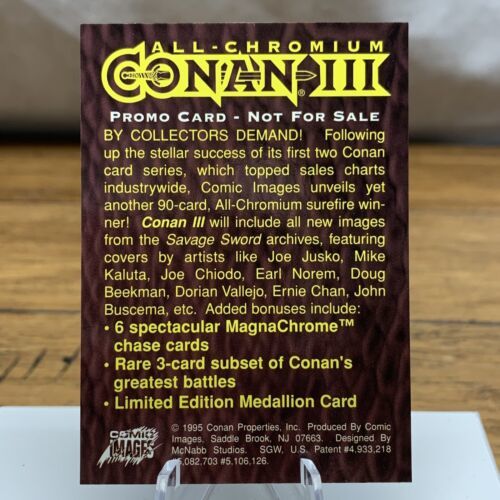 ALL-CHROMIUM
CONAN® III
PROMO CARD - NOT FOR SALE
BY COLLECTORS DEMAND! Following
up the stellar success of its first two Conan
card series, which topped sales charts
industrywide, Comic Images unveils yet
another 90-card, All-Chromium surefire win-
ner! Conan III will include all new images
from the Savage Sword archives, featuring
covers by artists like Joe Jusko, Mike
Kaluta, Joe Chiodo, Earl Norem, Doug
Beekman, Dorian Vallejo, Ernie Chan, John
Buscema, etc. Added bonuses include:
• 6 spectacular MagnaChrome™
chase cards
• Rare 3-card subset of Conan's
greatest battles
• Limited Edition Medallion Card
COMIC
IMAGES
© 1995 Conan Properties, Inc. Produced By Comic
Images. Saddle Brook, NJ 07663. Designed By
McNabb Studios. SGW, U.S. Patent #4,933,218
#5,082,703 #5,106,126.